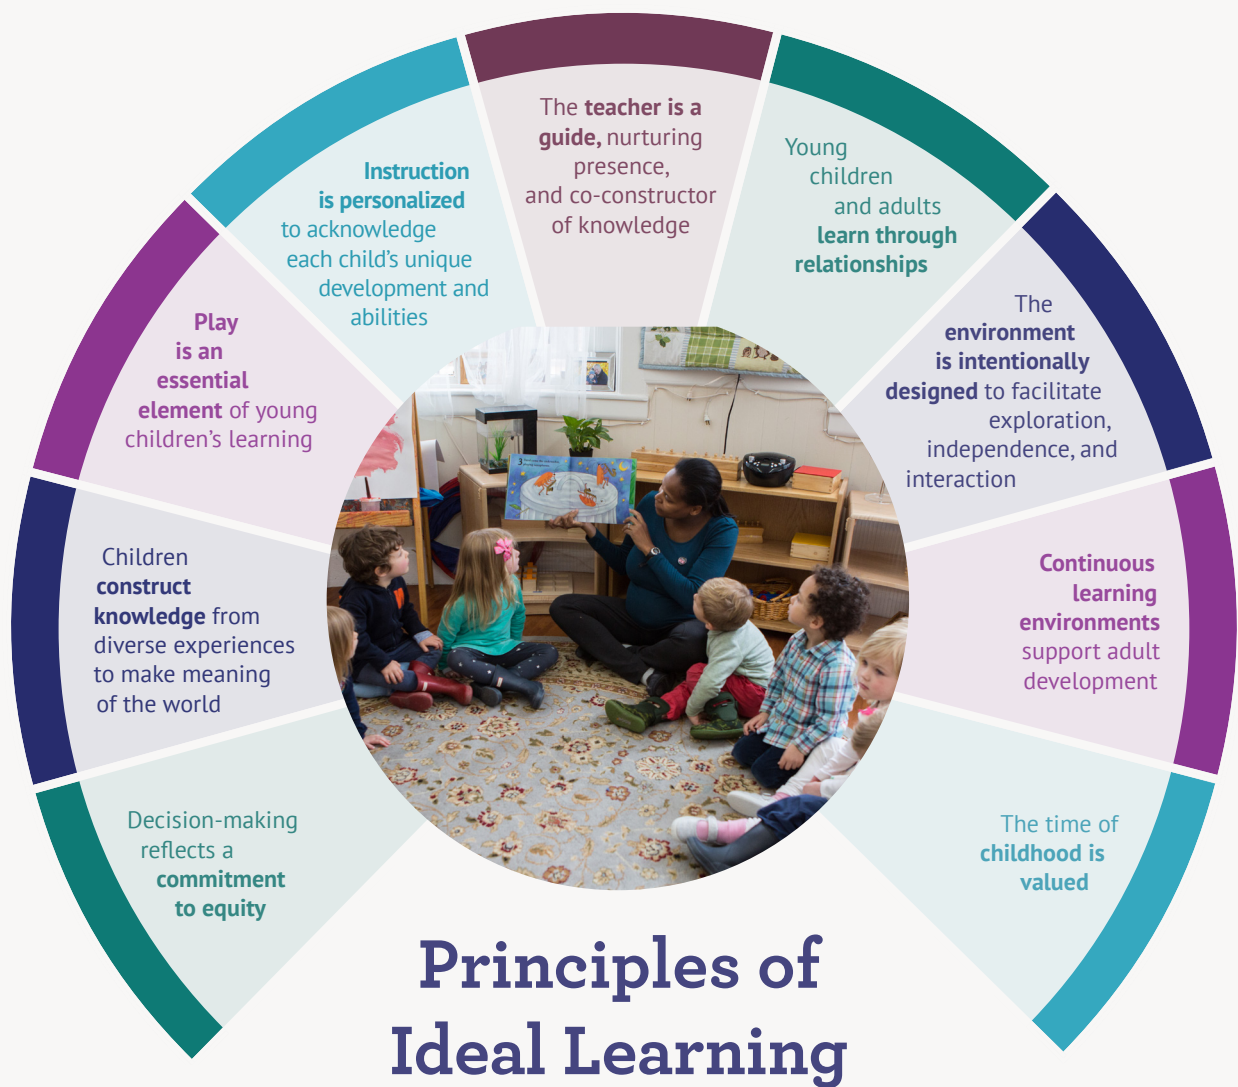 Decision-making
reflects a
commitment
to equity
Children
construct
knowledge from
diverse experiences
to make meaning
of the world
Play
is an
essential
element of young
children’s learning
Instruction
is personalized
to acknowledge
each child’s unique
development and
abilities
The teacher is a
guide, nurturing
presence,
and co-constructor
of knowledge
Young
children
and adults
learn through
relationships
The
environment
is intentionally
designed to facilitate
exploration,
independence, and
interaction
Continuous
learning
environments
support adult
development
The time of
childhood is
valued
3
Principles of
Ideal Learning